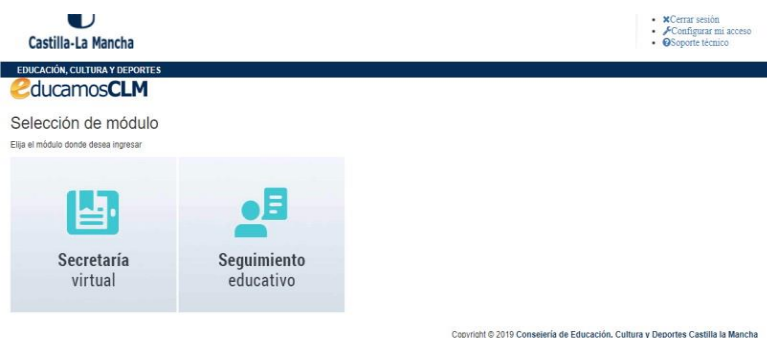 Castilla-La Mancha
Cerrar sesión
Configurar mi acceso
Soporte técnico
EDUCACIÓN, CULTURA Y DEPORTES
educamosCLM
Selección de módulo
Elija el módulo donde desea ingresar
Secretaría
virtual
Seguimiento
educativo
Copyright © 2019 Consejería de Educación, Cultura y Deportes Castilla la Mancha